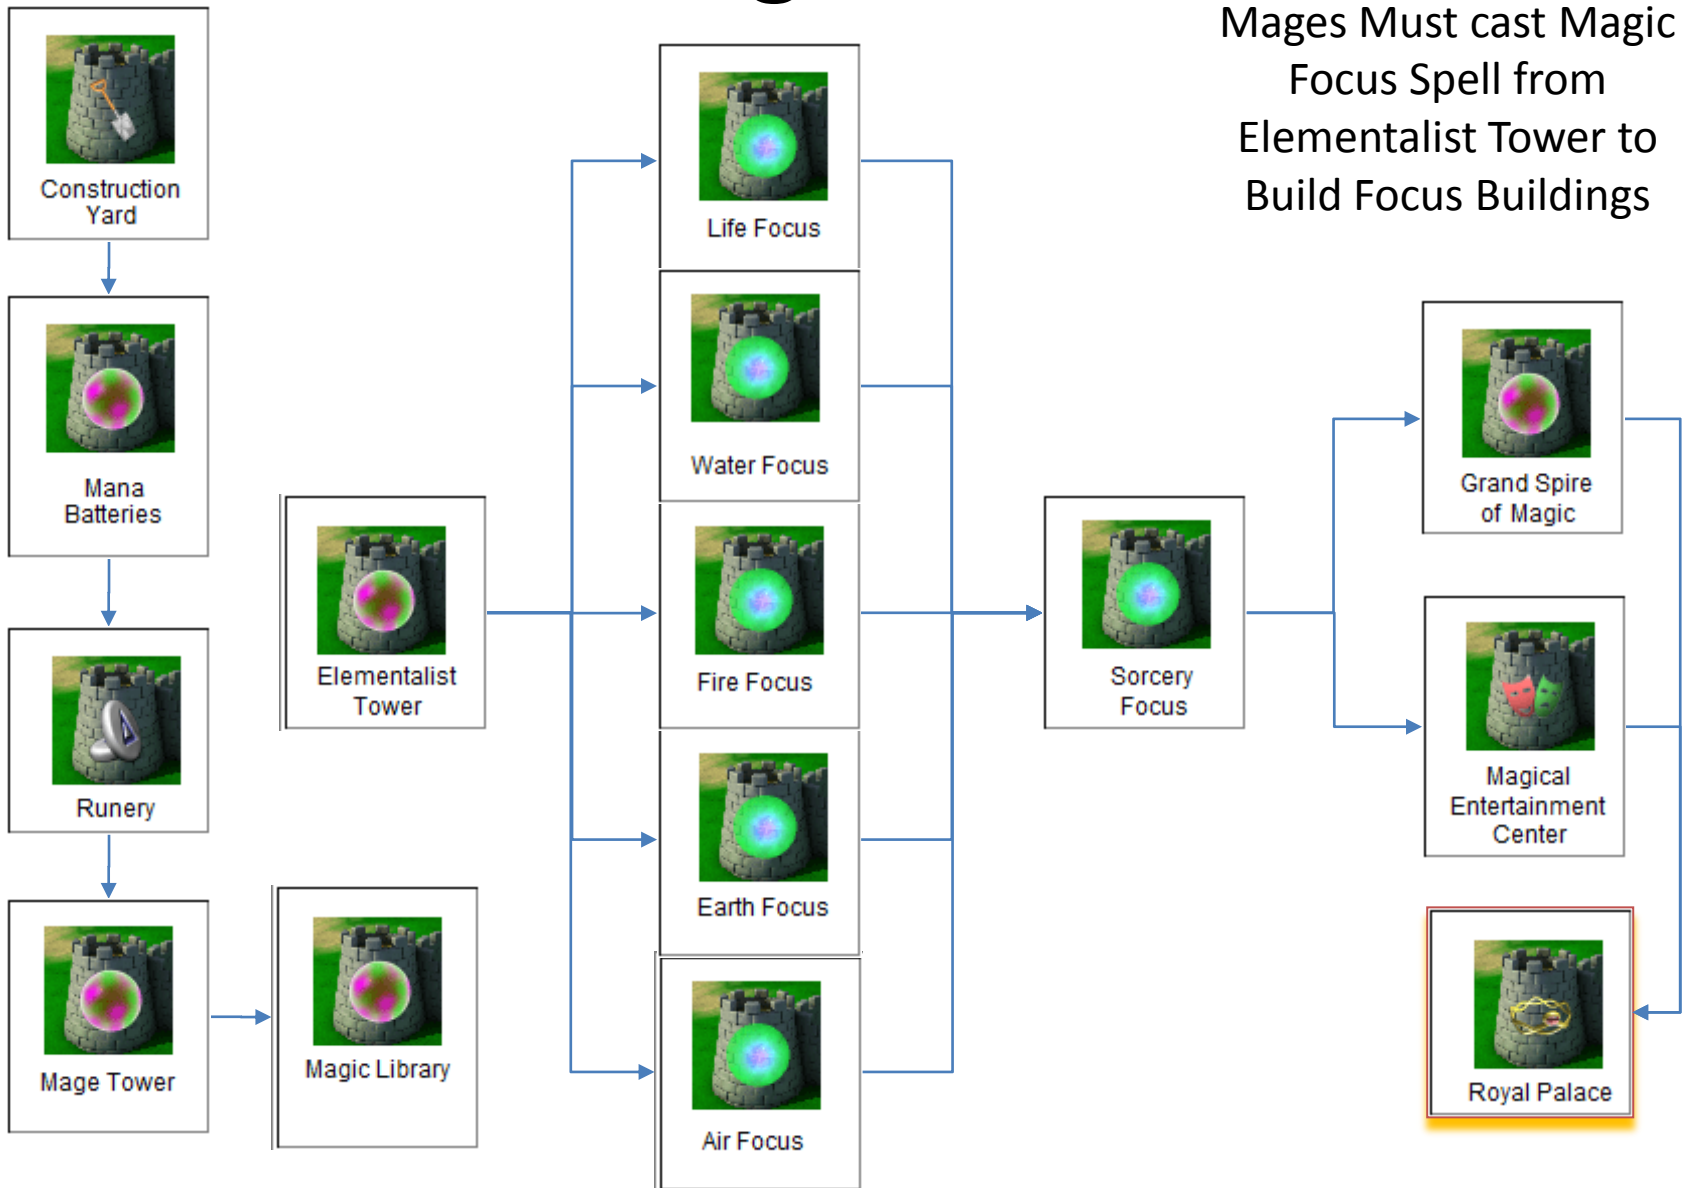 Mages Must cast Magic
Focus Spell from
Elementalist Tower to
Build Focus Buildings
Construction
Yard
Mana
Batteries
Runery
Mage Tower
Magic Library
Elementalist
Tower
Life Focus
Water Focus
Fire Focus
Earth Focus
Air Focus
Sorcery
Focus
Grand Spire
of Magic
Magical
Entertainment
Center
Royal Palace